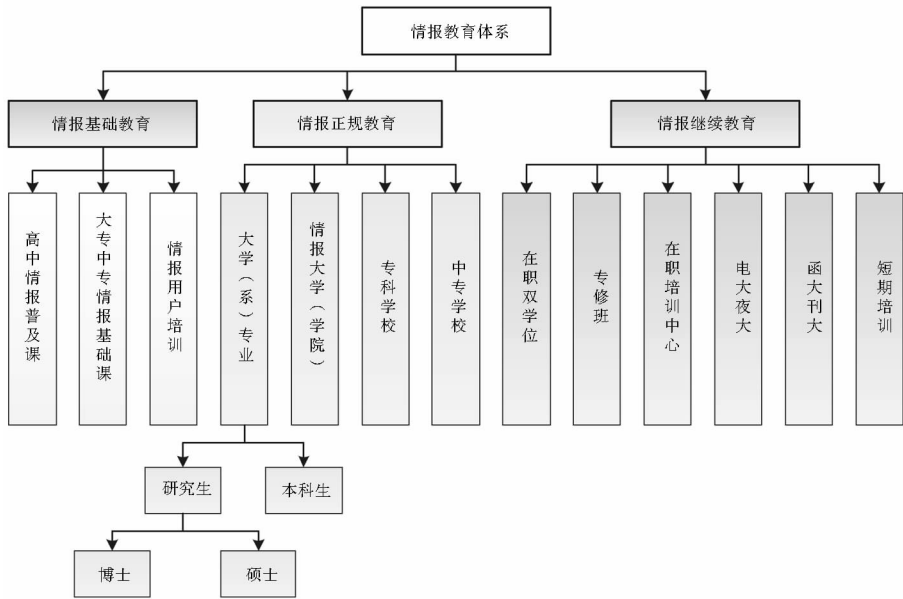 情报教育体系
情报基础教育
情报正规教育
情报继续教育
高中情报普及课
大专中专情报基础课
情报用户培训
大学（系）专业
情报大学（学院）
专科学校
中专学校
在职双学位
专修班
在职培训中心
电大夜大
函大刊大
短期培训
研究生
本科生
博士
硕士